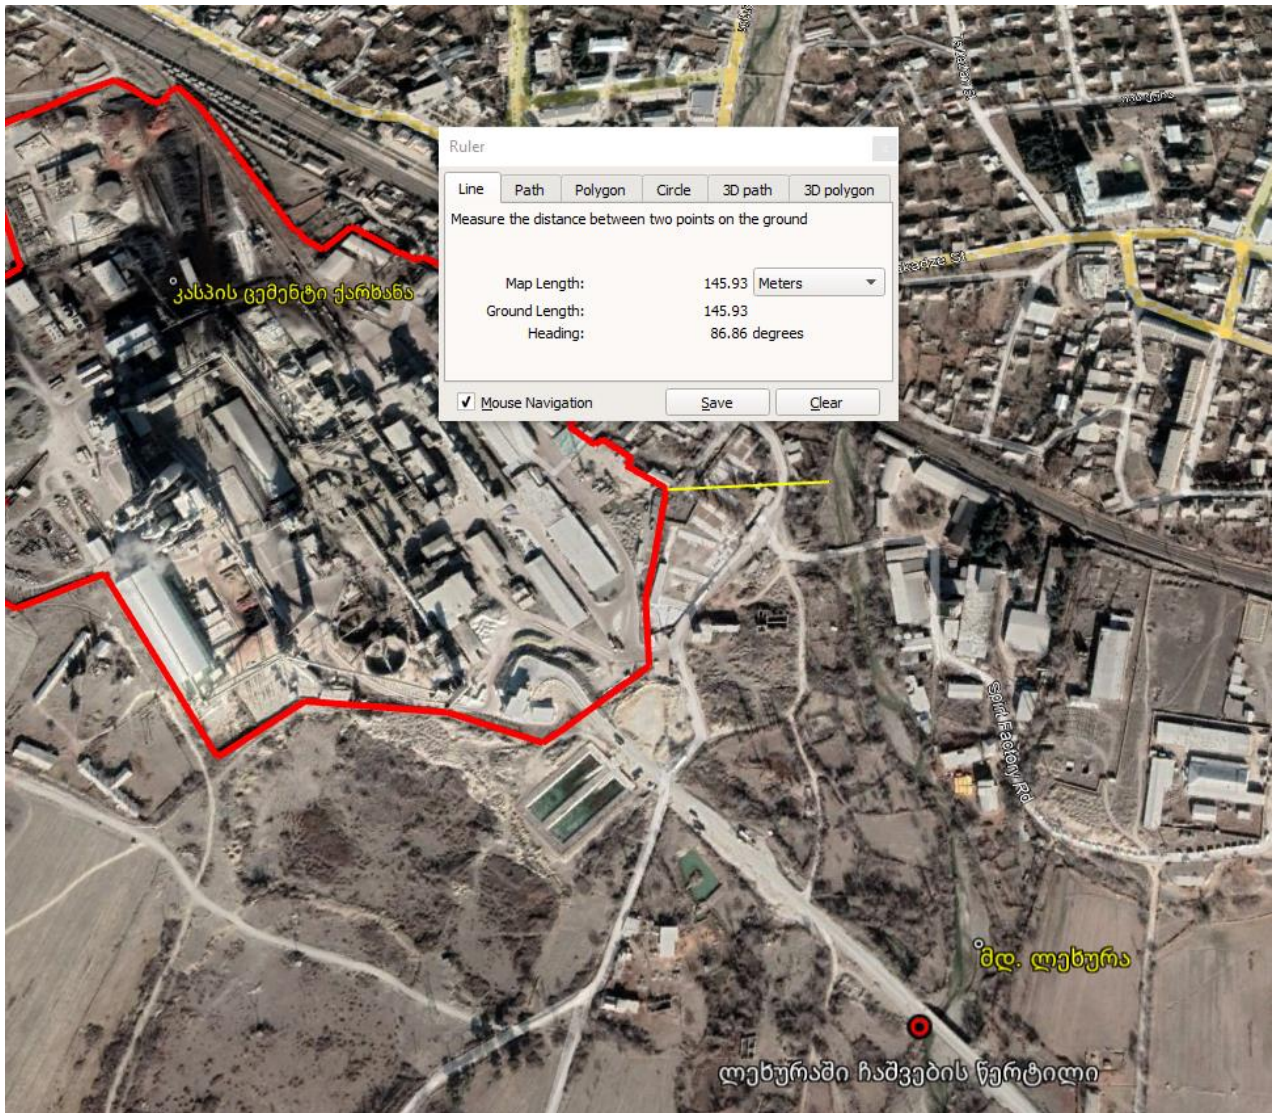 Ruler
Line Path Polygon Circle 3D path 3D polygon
Measure the distance between two points on the ground
Map Length: 145.93 Meters
Ground Length: 145.93
Heading: 86.86 degrees
Mouse Navigation Save Clear
კასპის ცემენტი ქარხანა
Spirit Factory Rd
მდ. ლეხურა
ლეხურაში ჩაშვების წერტილი